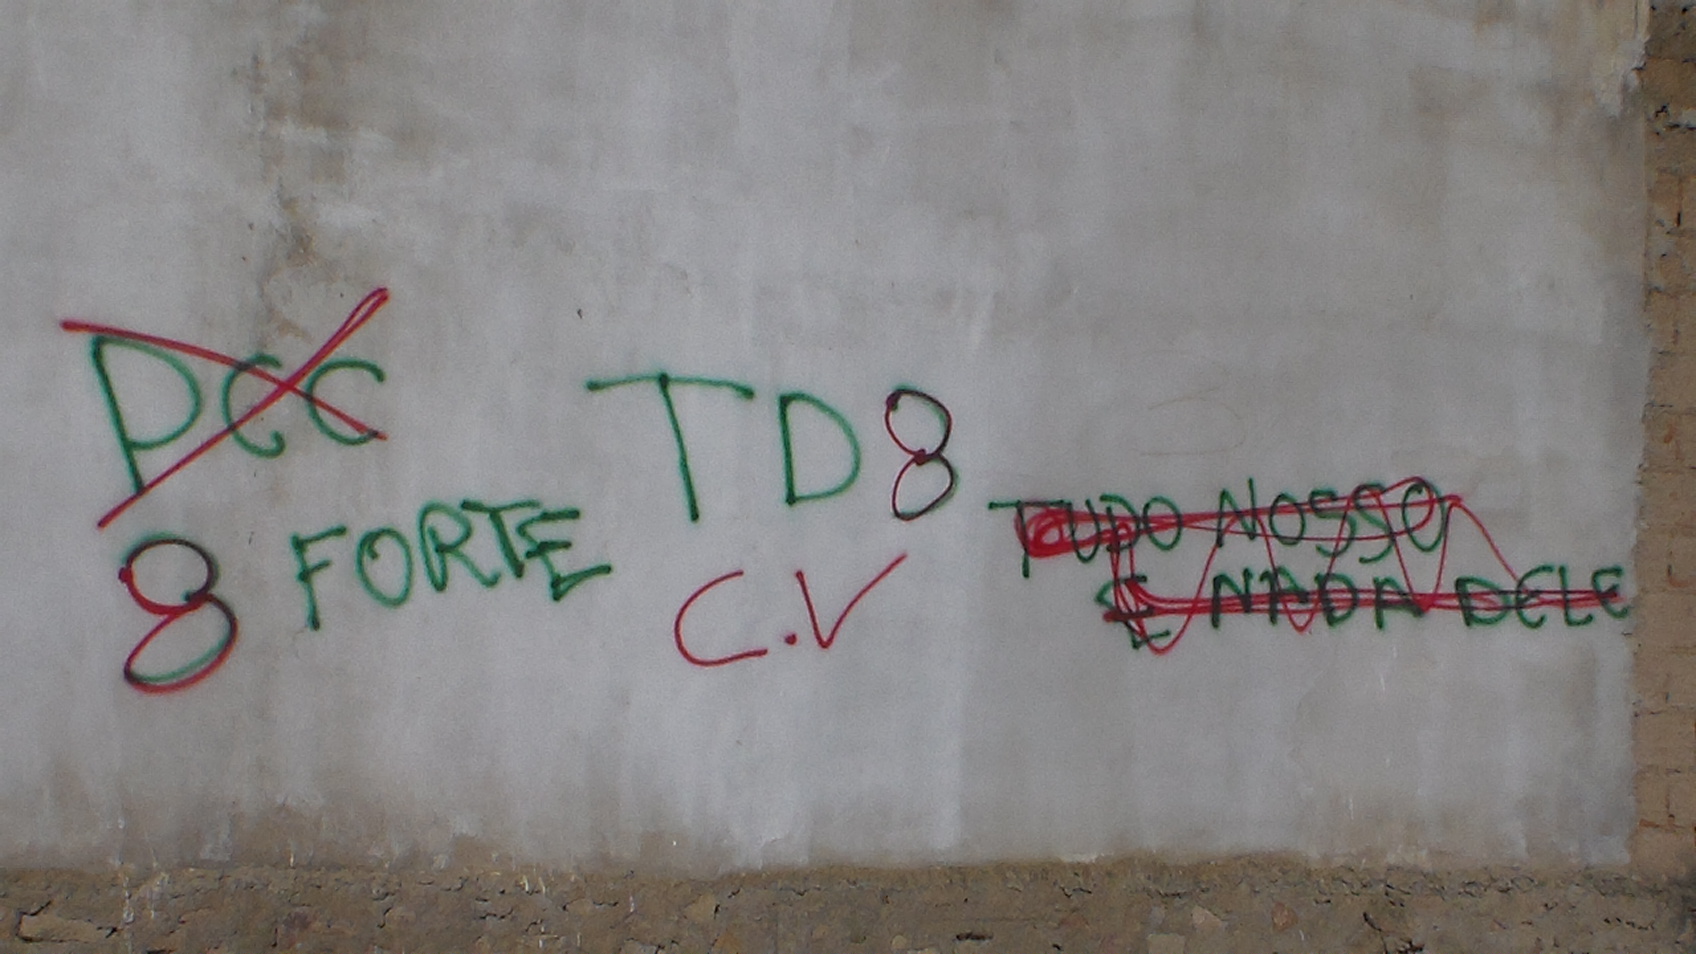 PCC
8 FORTE
TD8
C.V
TUDO NOSSO
E NADA DELE